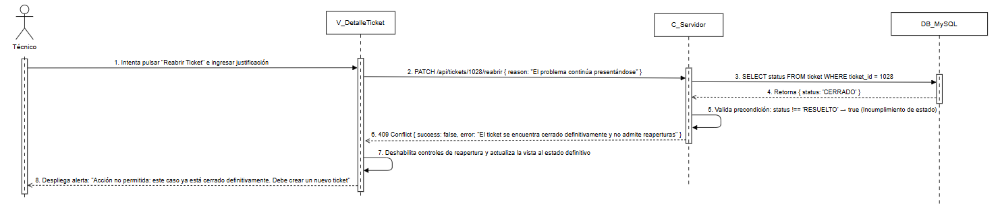 V_DetalleTicket
C_Servidor
DB_MySQL
Técnico
1. Intenta pulsar "Reabrir Ticket" e ingresar justificación
2. PATCH /api/tickets/1028/reabrir { reason: "El problema continúa presentándose" }
3. SELECT status FROM ticket WHERE ticket_id = 1028
4. Retorna { status: 'CERRADO' }
5. Valida precondición: status !== 'RESUELTO' → true (Incumplimiento de estado)
6. 409 Conflict { success: false, error: "El ticket se encuentra cerrado definitivamente y no admite reaperturas" }
7. Deshabilita controles de reapertura y actualiza la vista al estado definitivo
8. Despliega alerta: "Acción no permitida: este caso ya está cerrado definitivamente. Debe crear un nuevo ticket"